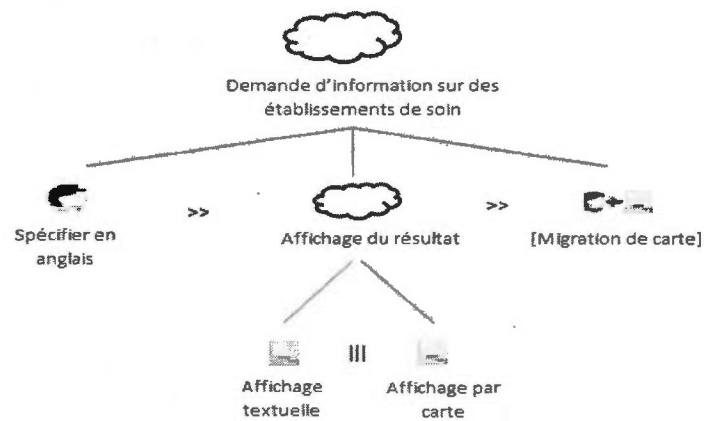 Demande d'information sur des
établissements de soin
>>
>>
Spécifier en
anglais
Affichage du résultat
[Migration de carte]
|||
Affichage
textuelle
Affichage par
carte